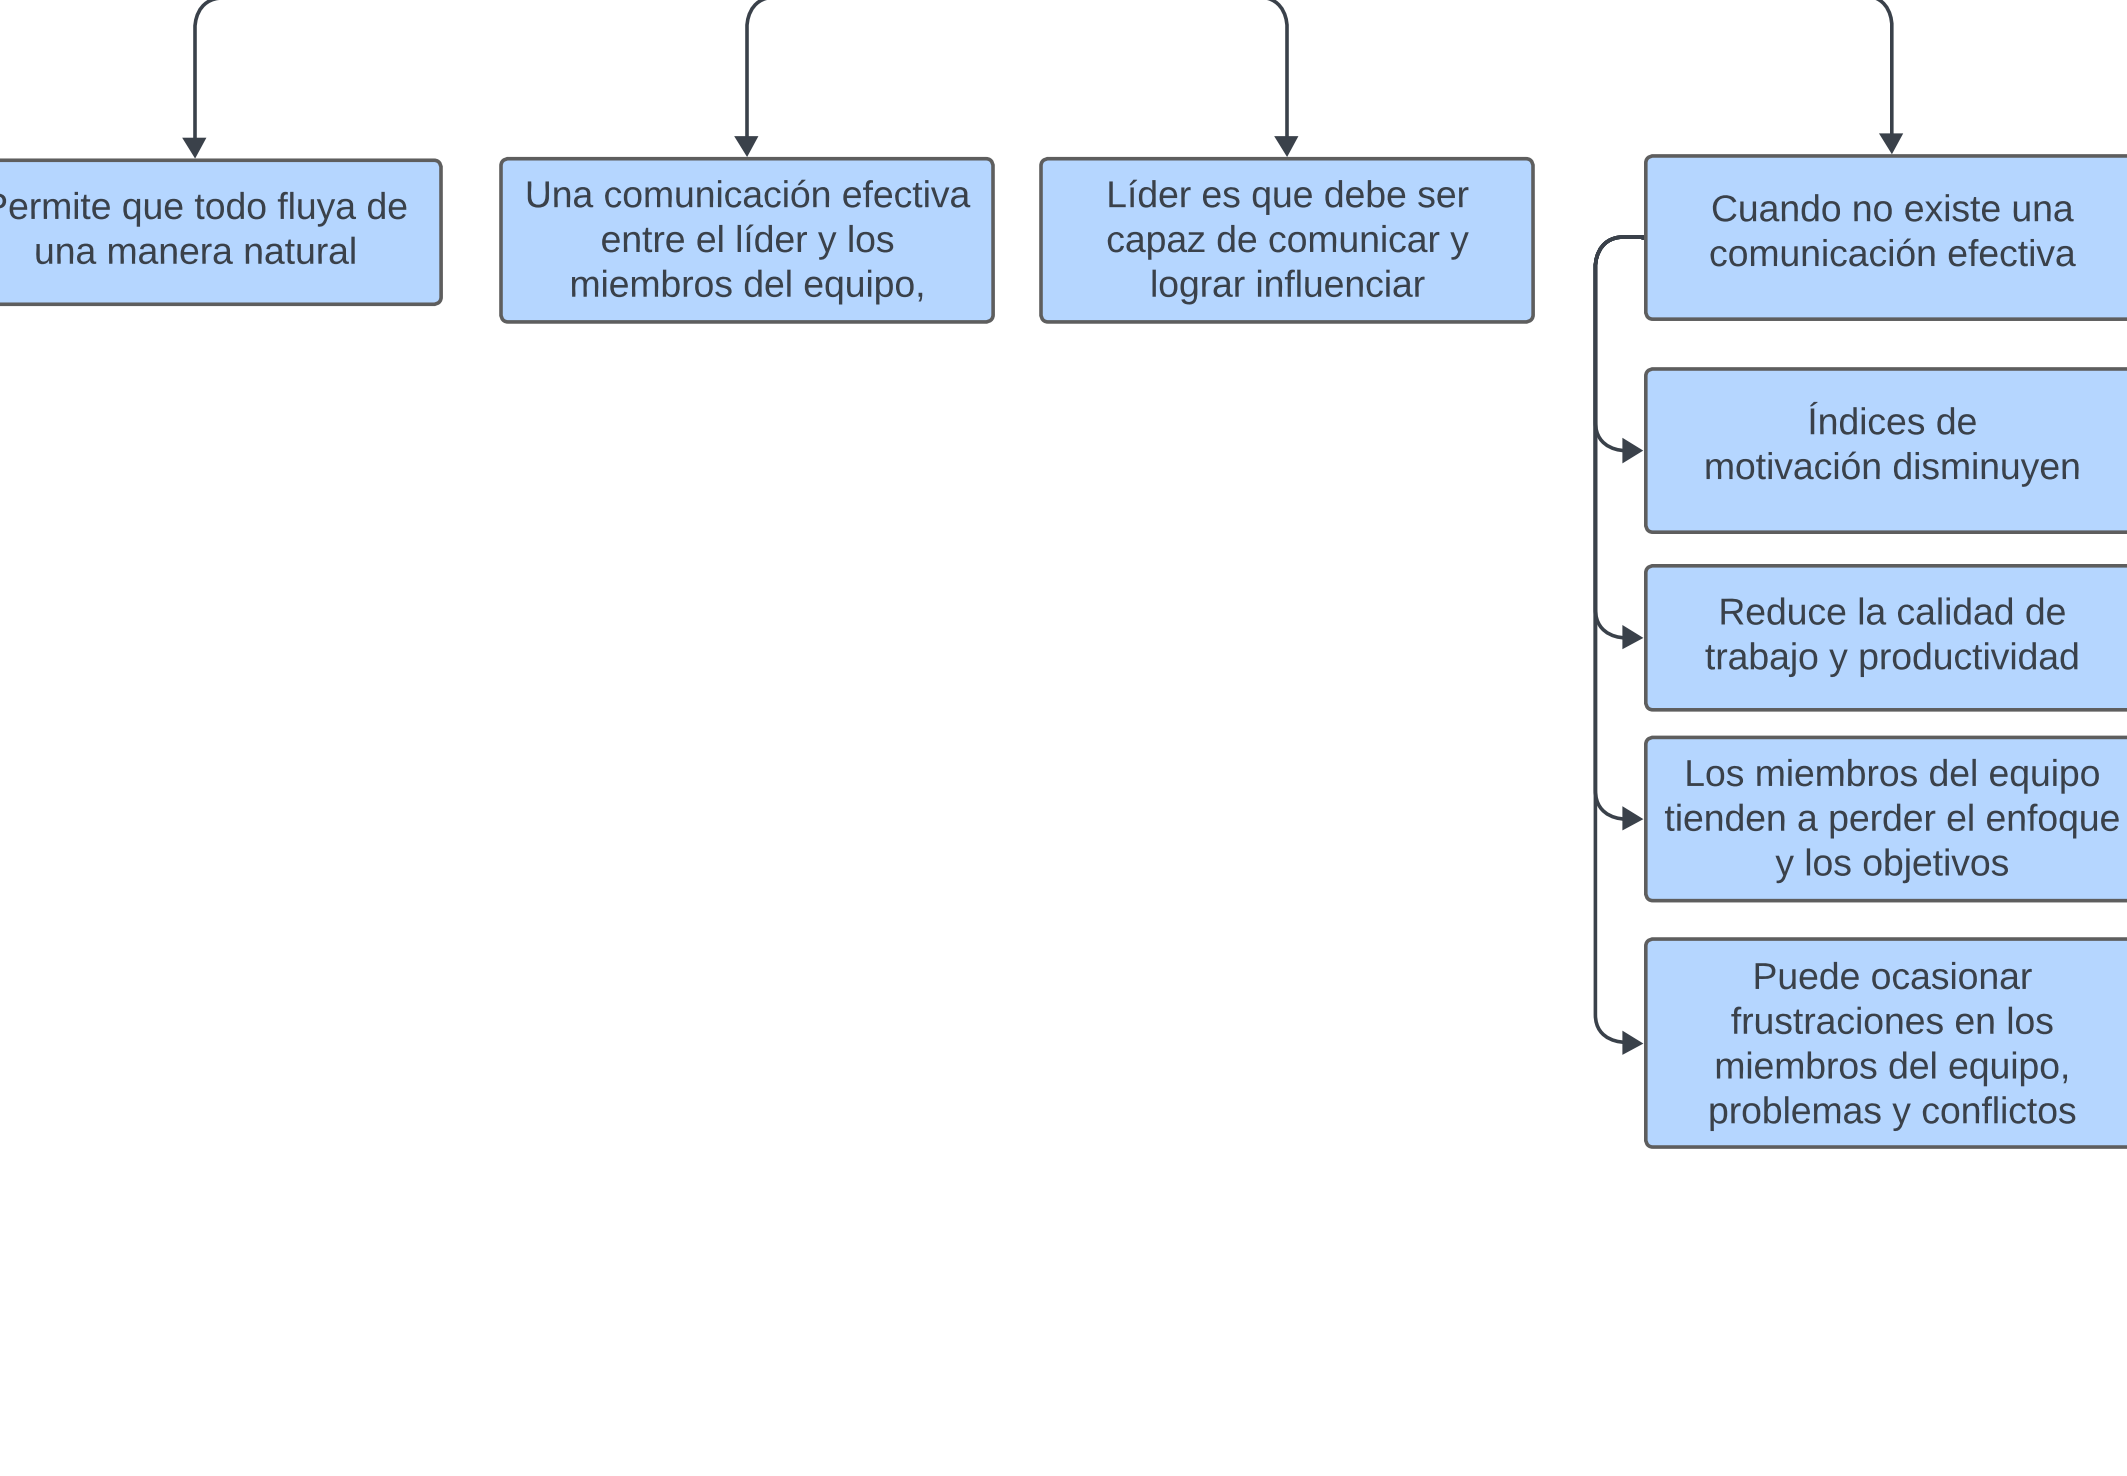 Permite que todo fluya de
una manera natural
Una comunicación efectiva
entre el líder y los
miembros del equipo,
Líder es que debe ser
capaz de comunicar y
lograr influenciar
Cuando no existe una
comunicación efectiva
Índices de
motivación disminuyen
Reduce la calidad de
trabajo y productividad
Los miembros del equipo
tienden a perder el enfoque
y los objetivos
Puede ocasionar
frustraciones en los
miembros del equipo,
problemas y conflictos